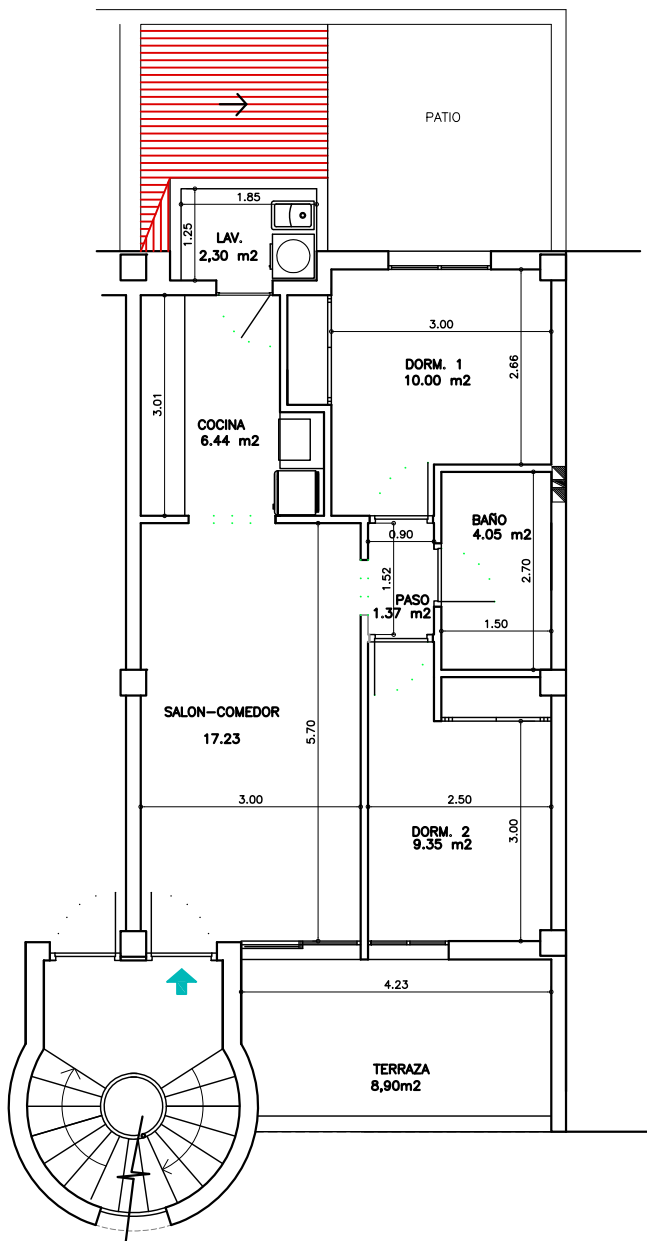 PATIO
1.85
1.25
LAV.
2,30 m2
3.00
DORM. 1
10.00 m2
2.66
3.01
COCINA
6.44 m2
BAÑO
4.05 m2
0.90
1.52
2.70
PASO
1.37 m2
1.50
SALON-COMEDOR
17.23
5.70
3.00
2.50
DORM. 2
9.35 m2
3.00
4.23
TERRAZA
8,90m2